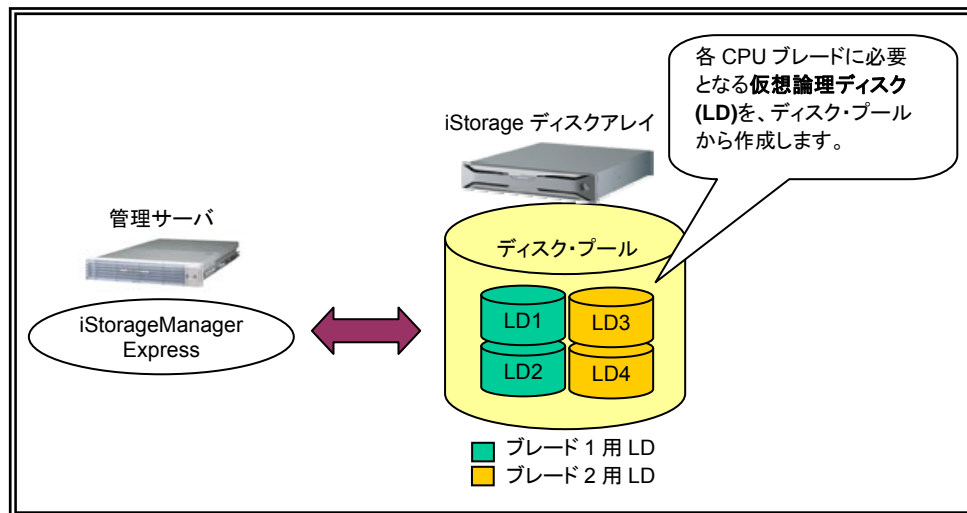 各 CPU ブレードに必要
となる仮想論理ディスク
(LD)を、ディスク・プール
から作成します。
iStorage ディスクアレイ
管理サーバ
ディスク・プール
iStorageManager
Express
LD1
LD3
LD2
LD4
ブレード 1 用 LD
ブレード 2 用 LD